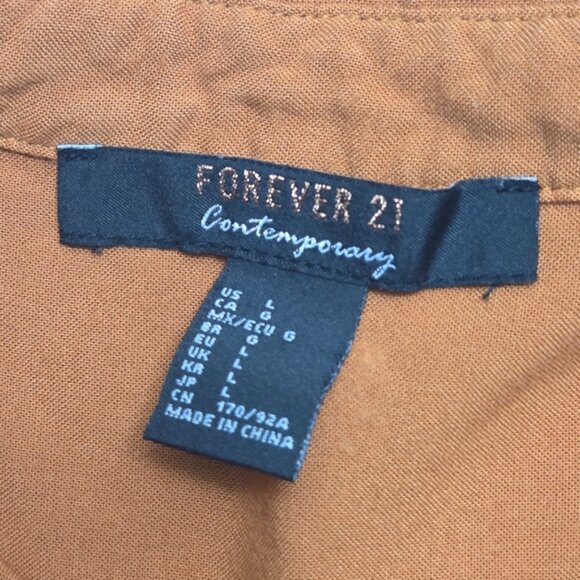 FOREVER 21
Contemporary
US L
CA G
MX/ECU G
BR G
EU L
UK L
KR L
JP L
CN 170/92A
MADE IN CHINA